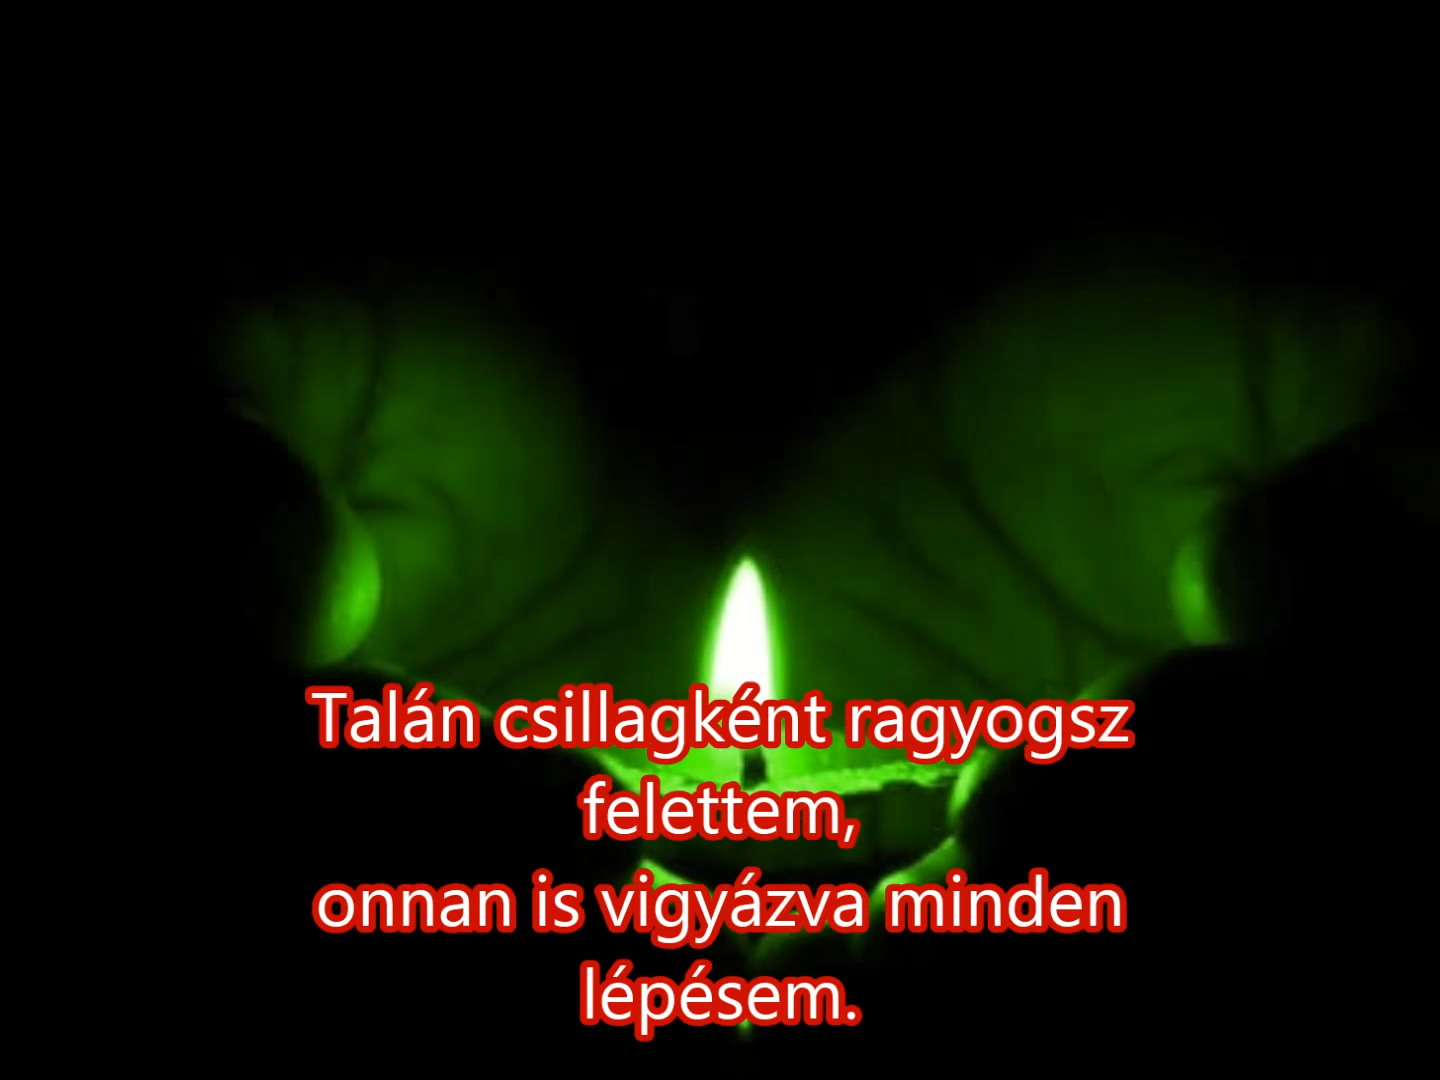 Talán csillagként ragyogsz
felettem,
onnan is vigyázva minden
lépésem.